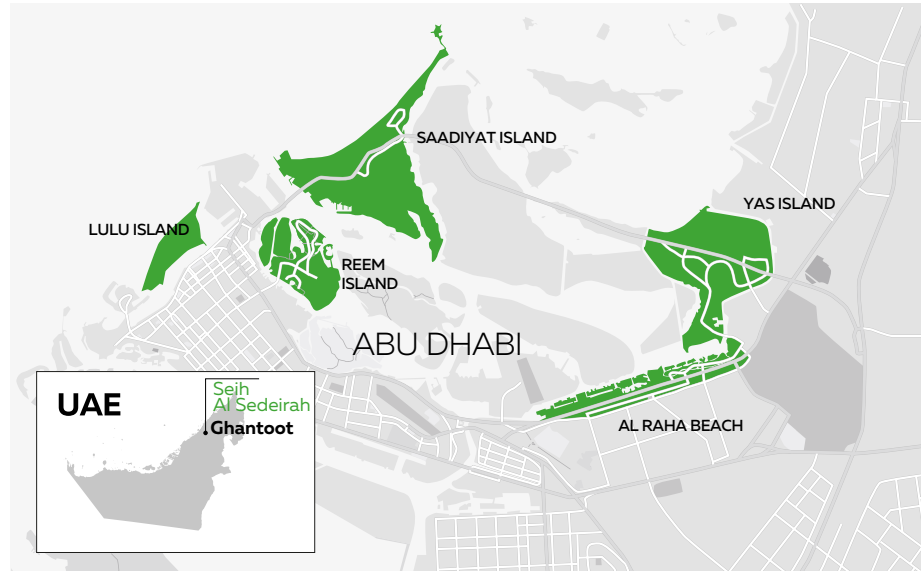 SAADIYAT ISLAND
YAS ISLAND
LULU ISLAND
REEM
ISLAND
ABU DHABI
AL RAHA BEACH
UAE
Seih
Al Sedeirah
Ghantoot